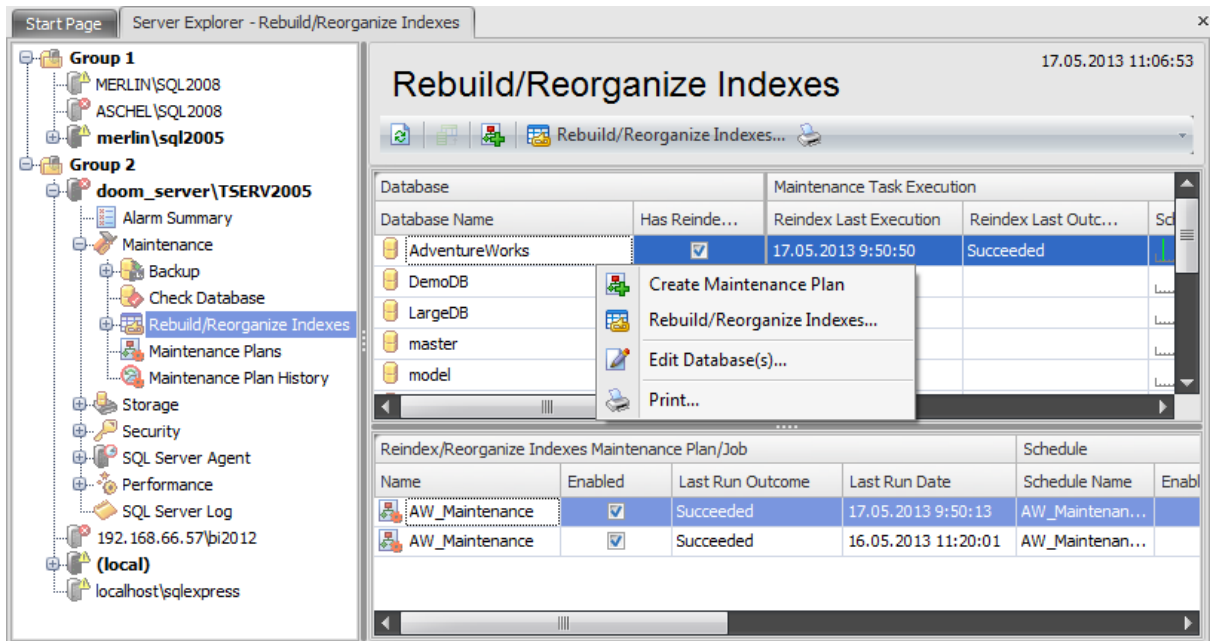 Start Page
Server Explorer - Rebuild/Reorganize Indexes
Group 1
MERLIN\SQL2008
ASCHEL\SQL2008
merlin\sql2005
Group 2
doom_server\TSERV2005
Alarm Summary
Maintenance
Backup
Check Database
Rebuild/Reorganize Indexes
Maintenance Plans
Maintenance Plan History
Storage
Security
SQL Server Agent
Performance
SQL Server Log
192.168.66.57\bi2012
(local)
localhost\sqlexpress
17.05.2013 11:06:53
Rebuild/Reorganize Indexes
Rebuild/Reorganize Indexes...
Database Maintenance Task Execution
Database Name Has Reinde... Reindex Last Execution Reindex Last Outc... Sd
AdventureWorks 17.05.2013 9:50:50 Succeeded
DemoDB
LargeDB
master
model
Create Maintenance Plan
Rebuild/Reorganize Indexes...
Edit Database(s)...
Print...
Reindex/Reorganize Indexes Maintenance Plan/Job Schedule
Name Enabled Last Run Outcome Last Run Date Schedule Name Enabl
AW_Maintenance Succeeded 17.05.2013 9:50:13 AW_Maintenan...
AW_Maintenance Succeeded 16.05.2013 11:20:01 AW_Maintenan...